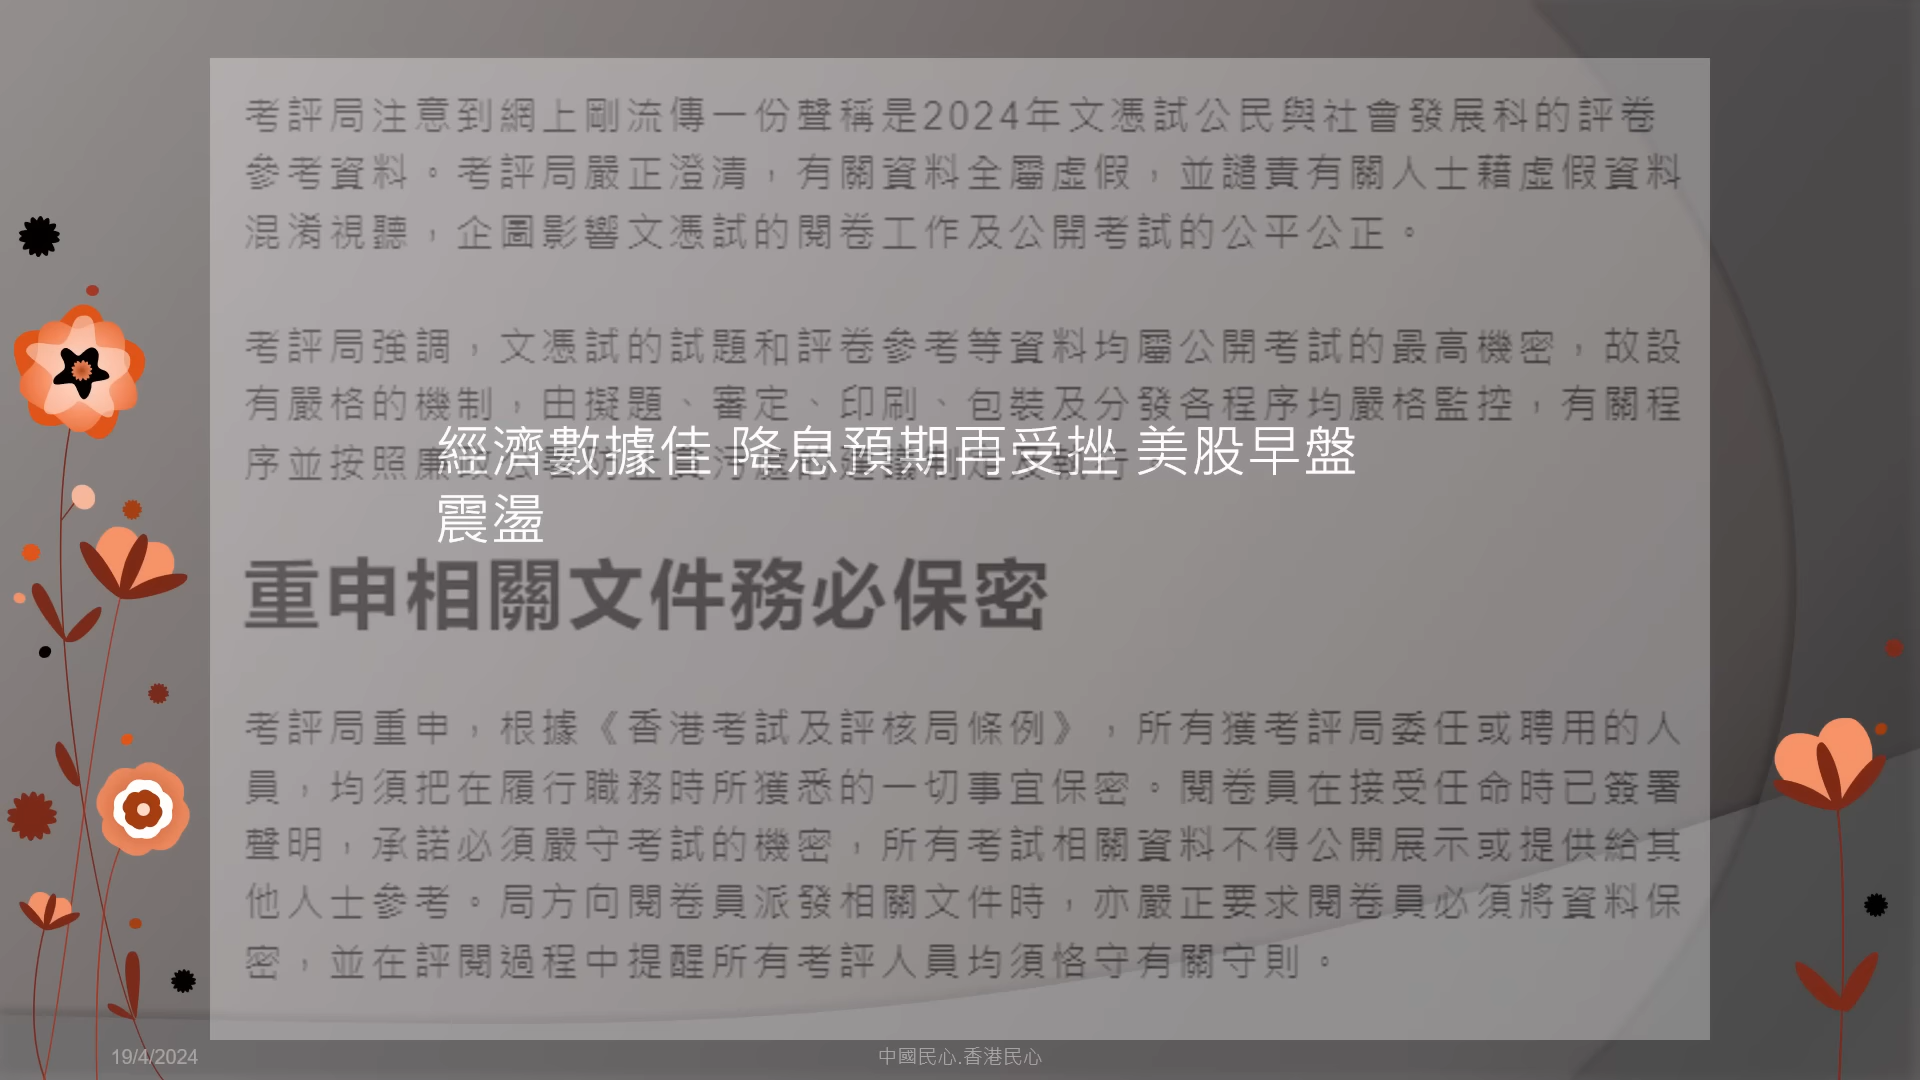 考評局注意到網上剛流傳一份聲稱是2024年文憑試公民與社會發展科的評卷
參考資料。考評局嚴正澄清，有關資料全屬虛假，並譴責有關人士藉虛假資料
混淆視聽，企圖影響文憑試的閱卷工作及公開考試的公平公正。
考評局強調，文憑試的試題和評卷參考等資料均屬公開考試的最高機密，故設
有嚴格的機制，由擬題、審定、印刷、包裝及分發各程序均嚴格監控，有關程
序並按照廉政公署防止貪污處的建議制定及執行。
經濟數據佳 降息預期再受挫 美股早盤
震盪
重申相關文件務必保密
考評局重申，根據《香港考試及評核局條例》，所有獲考評局委任或聘用的人
員，均須把在履行職務時所獲悉的一切事宜保密。閱卷員在接受任命時已簽署
聲明，承諾必須嚴守考試的機密，所有考試相關資料不得公開展示或提供給其
他人士參考。局方向閱卷員派發相關文件時，亦嚴正要求閱卷員必須將資料保
密，並在評閱過程中提醒所有考評人員均須恪守有關守則。
19/4/2024
中國民心.香港民心